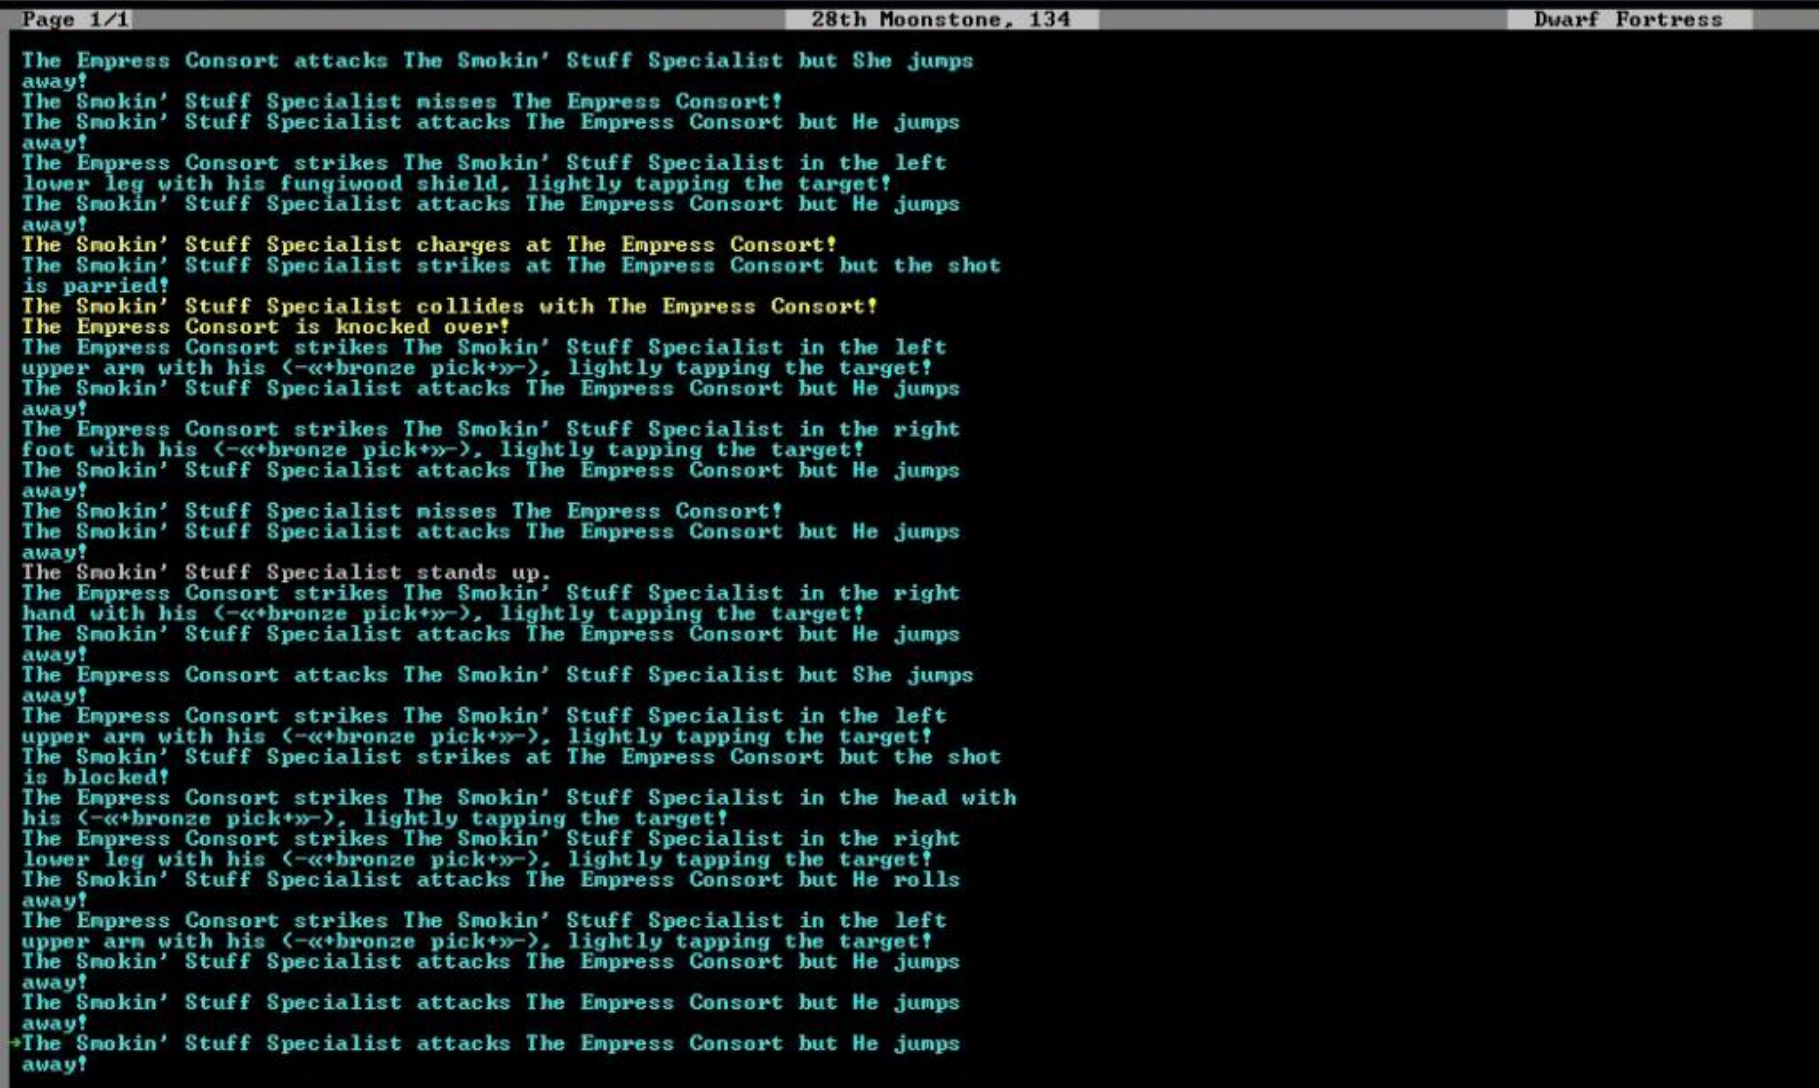 Page 1/1 28th Moonstone, 134 Dwarf Fortress
The Empress Consort attacks The Smokin' Stuff Specialist but She jumps
away!
The Smokin' Stuff Specialist misses The Empress Consort!
The Smokin' Stuff Specialist attacks The Empress Consort but He jumps
away!
The Empress Consort strikes The Smokin' Stuff Specialist in the left
lower leg with his fungiwood shield, lightly tapping the target!
The Smokin' Stuff Specialist attacks The Empress Consort but He jumps
away!
The Smokin' Stuff Specialist charges at The Empress Consort!
The Smokin' Stuff Specialist strikes at The Empress Consort but the shot
is parried!
The Smokin' Stuff Specialist collides with The Empress Consort!
The Empress Consort is knocked over!
The Empress Consort strikes The Smokin' Stuff Specialist in the left
upper arm with his (-«+bronze pick+»-), lightly tapping the target!
The Smokin' Stuff Specialist attacks The Empress Consort but He jumps
away!
The Empress Consort strikes The Smokin' Stuff Specialist in the right
foot with his (-«+bronze pick+»-), lightly tapping the target!
The Smokin' Stuff Specialist attacks The Empress Consort but He jumps
away!
The Smokin' Stuff Specialist misses The Empress Consort!
The Smokin' Stuff Specialist attacks The Empress Consort but He jumps
away!
The Smokin' Stuff Specialist stands up.
The Empress Consort strikes The Smokin' Stuff Specialist in the right
hand with his (-«+bronze pick+»-), lightly tapping the target!
The Smokin' Stuff Specialist attacks The Empress Consort but He jumps
away!
The Empress Consort attacks The Smokin' Stuff Specialist but She jumps
away!
The Empress Consort strikes The Smokin' Stuff Specialist in the left
upper arm with his (-«+bronze pick+»-), lightly tapping the target!
The Smokin' Stuff Specialist strikes at The Empress Consort but the shot
is blocked!
The Empress Consort strikes The Smokin' Stuff Specialist in the head with
his (-«+bronze pick+»-), lightly tapping the target!
The Empress Consort strikes The Smokin' Stuff Specialist in the right
lower leg with his (-«+bronze pick+»-), lightly tapping the target!
The Smokin' Stuff Specialist attacks The Empress Consort but He rolls
away!
The Empress Consort strikes The Smokin' Stuff Specialist in the left
upper arm with his (-«+bronze pick+»-), lightly tapping the target!
The Smokin' Stuff Specialist attacks The Empress Consort but He jumps
away!
The Smokin' Stuff Specialist attacks The Empress Consort but He jumps
away!
→The Smokin' Stuff Specialist attacks The Empress Consort but He jumps
away!